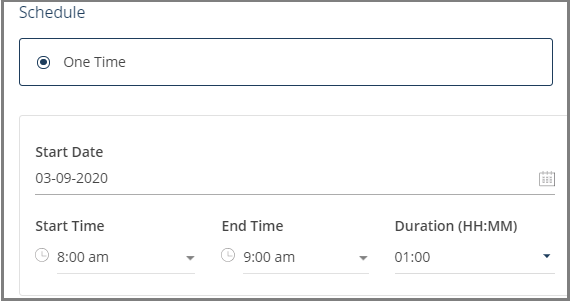 Schedule
One Time
Start Date
03-09-2020
Start Time End Time Duration (HH:MM)
8:00 am 9:00 am 01:00